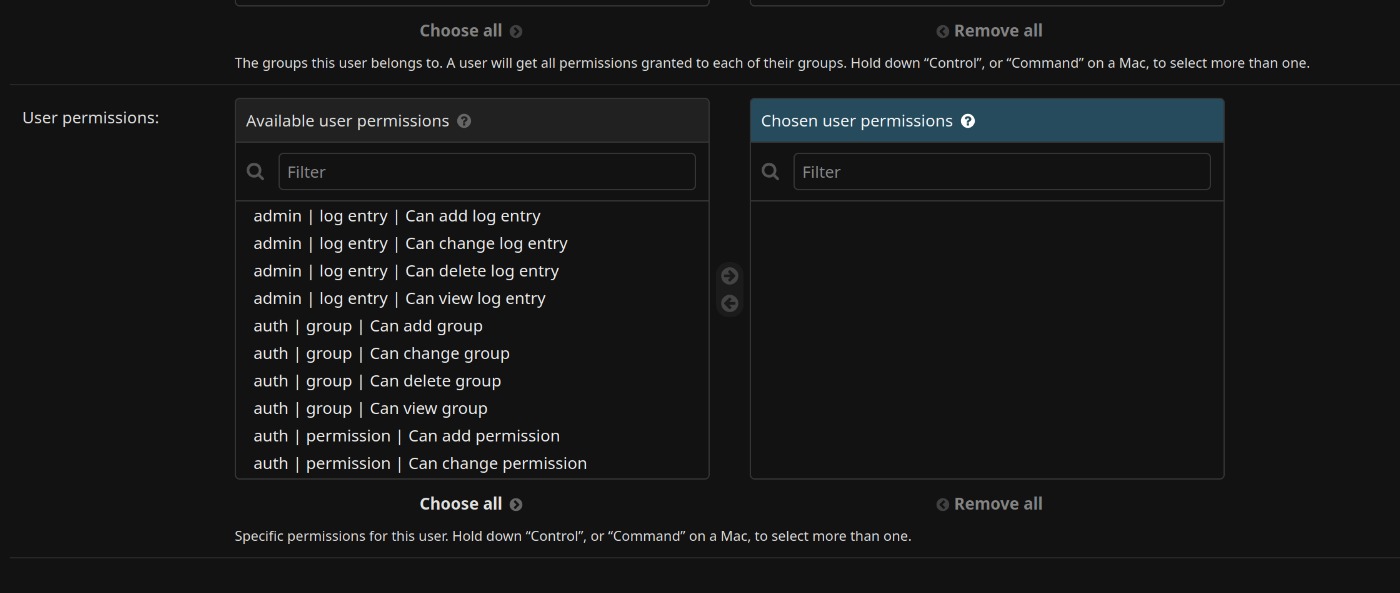 Choose all
Remove all
The groups this user belongs to. A user will get all permissions granted to each of their groups. Hold down “Control”, or “Command” on a Mac, to select more than one.
User permissions:
Available user permissions ?
Chosen user permissions ?
Filter
Filter
admin | log entry | Can add log entry
admin | log entry | Can change log entry
admin | log entry | Can delete log entry
admin | log entry | Can view log entry
auth | group | Can add group
auth | group | Can change group
auth | group | Can delete group
auth | group | Can view group
auth | permission | Can add permission
auth | permission | Can change permission
Choose all
Remove all
Specific permissions for this user. Hold down “Control”, or “Command” on a Mac, to select more than one.